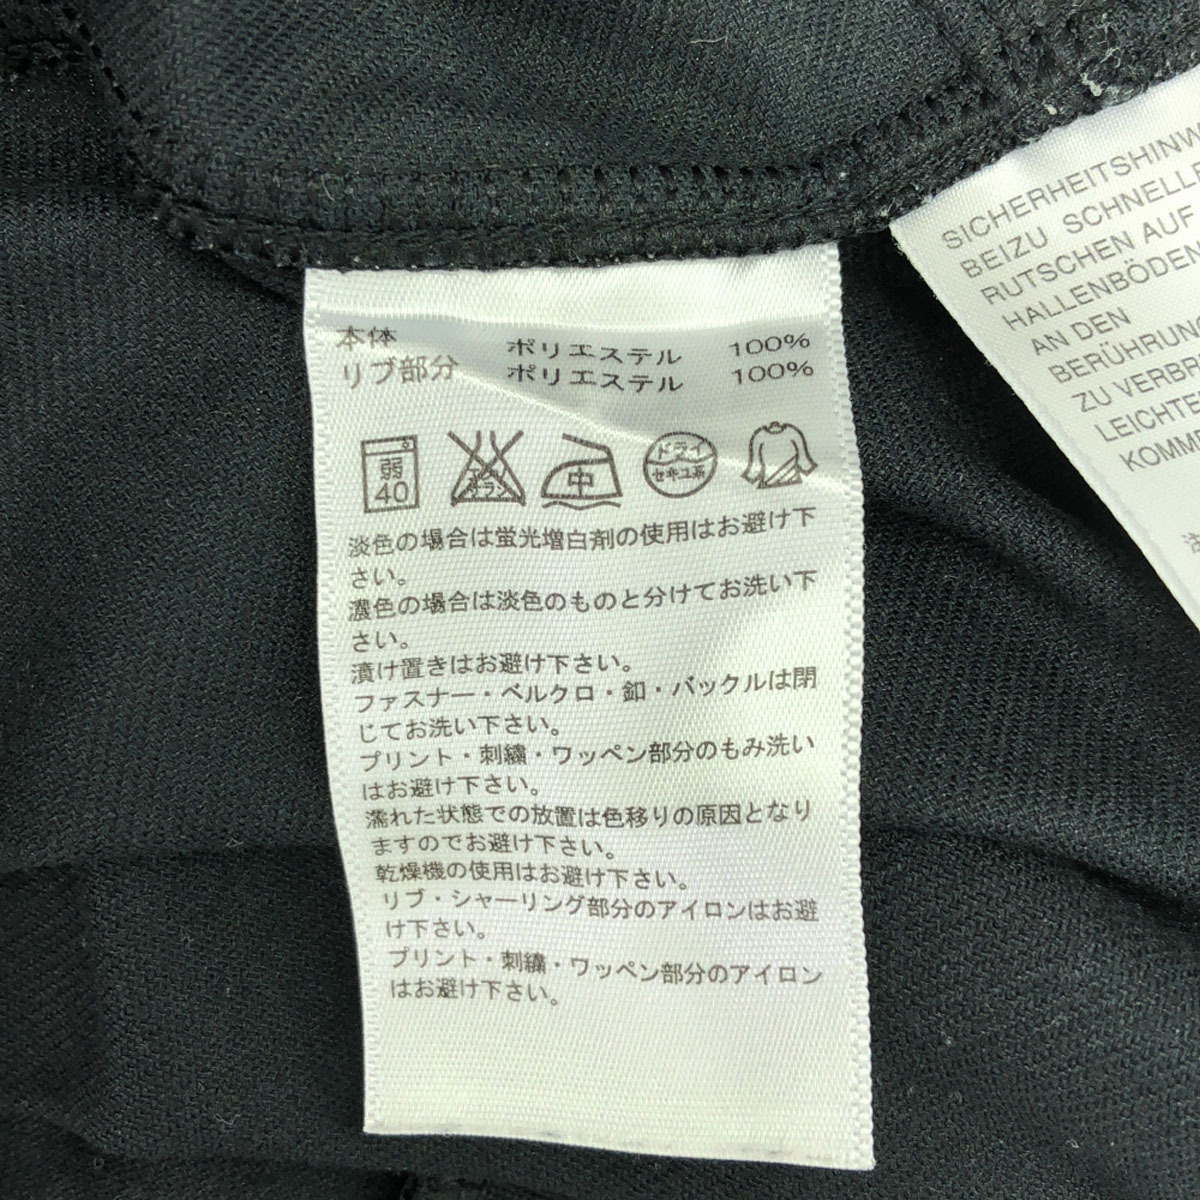 本体 ポリエステル 100%
リブ部分 ポリエステル 100%
弱
40
エンソ
サラシ
中
ドライ
セキユ系
淡色の場合は蛍光増白剤の使用はお避け下
さい。
濃色の場合は淡色のものと分けてお洗い下
さい。
漬け置きはお避け下さい。
ファスナー・ベルクロ・釦・バックルは閉
じてお洗い下さい。
プリント・刺繍・ワッペン部分のもみ洗い
はお避け下さい。
濡れた状態での放置は色移りの原因となり
ますのでお避け下さい。
乾燥機の使用はお避け下さい。
リブ・シャーリング部分のアイロンはお避
け下さい。
プリント・刺繍・ワッペン部分のアイロン
はお避け下さい。
SICHERHEITSHINW
BEIZU SCHNELLE
RUTSCHEN AUF
HALLENBÖDEN
AN DEN
BERÜHRUN
ZU VERBR
LEICHTE
KOMM